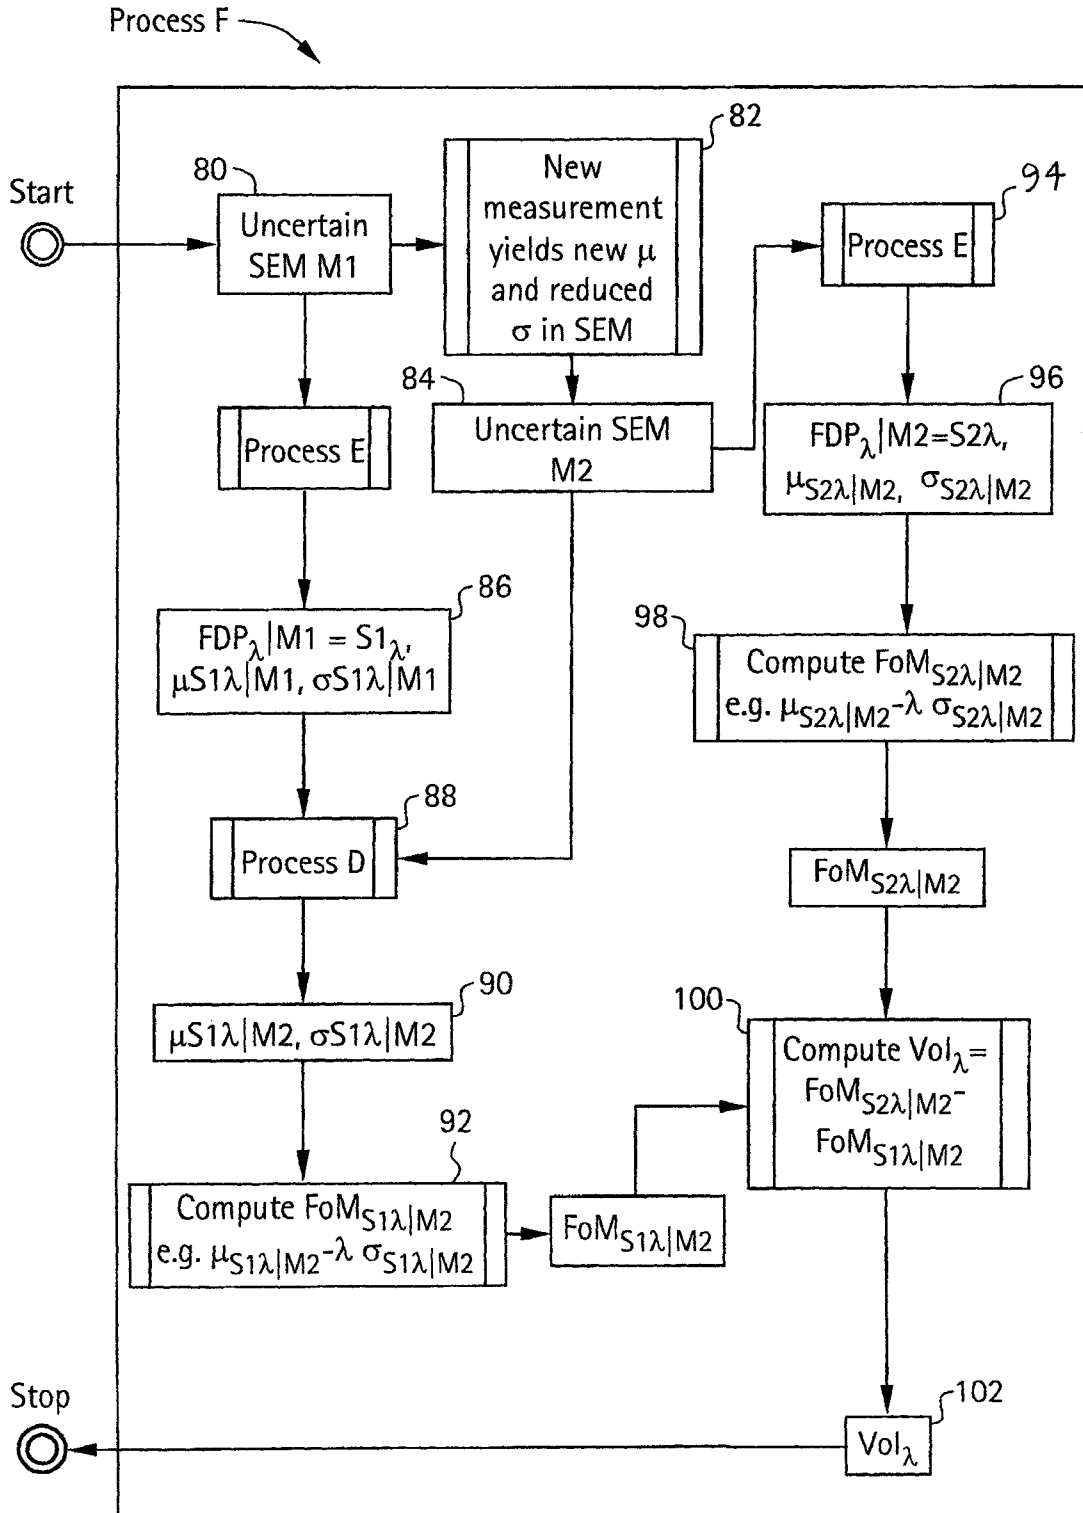 Process F
Start
80
Uncertain
SEM M1
82
New
measurement
yields new μ
and reduced
σ in SEM
94
Process E
84
Uncertain SEM
M2
Process E
96
FDPλ|M2=S2λ,
μS2λ|M2, σS2λ|M2
86
FDPλ|M1 = S1λ,
μS1λ|M1, σS1λ|M1
98
Compute FoMS2λ|M2
e.g. μS2λ|M2-λ σS2λ|M2
88
Process D
FoMS2λ|M2
90
μS1λ|M2, σS1λ|M2
100
Compute Volλ=
FoMS2λ|M2-
FoMS1λ|M2
92
Compute FoMS1λ|M2
e.g. μS1λ|M2-λ σS1λ|M2
FoMS1λ|M2
Stop
102
Volλ